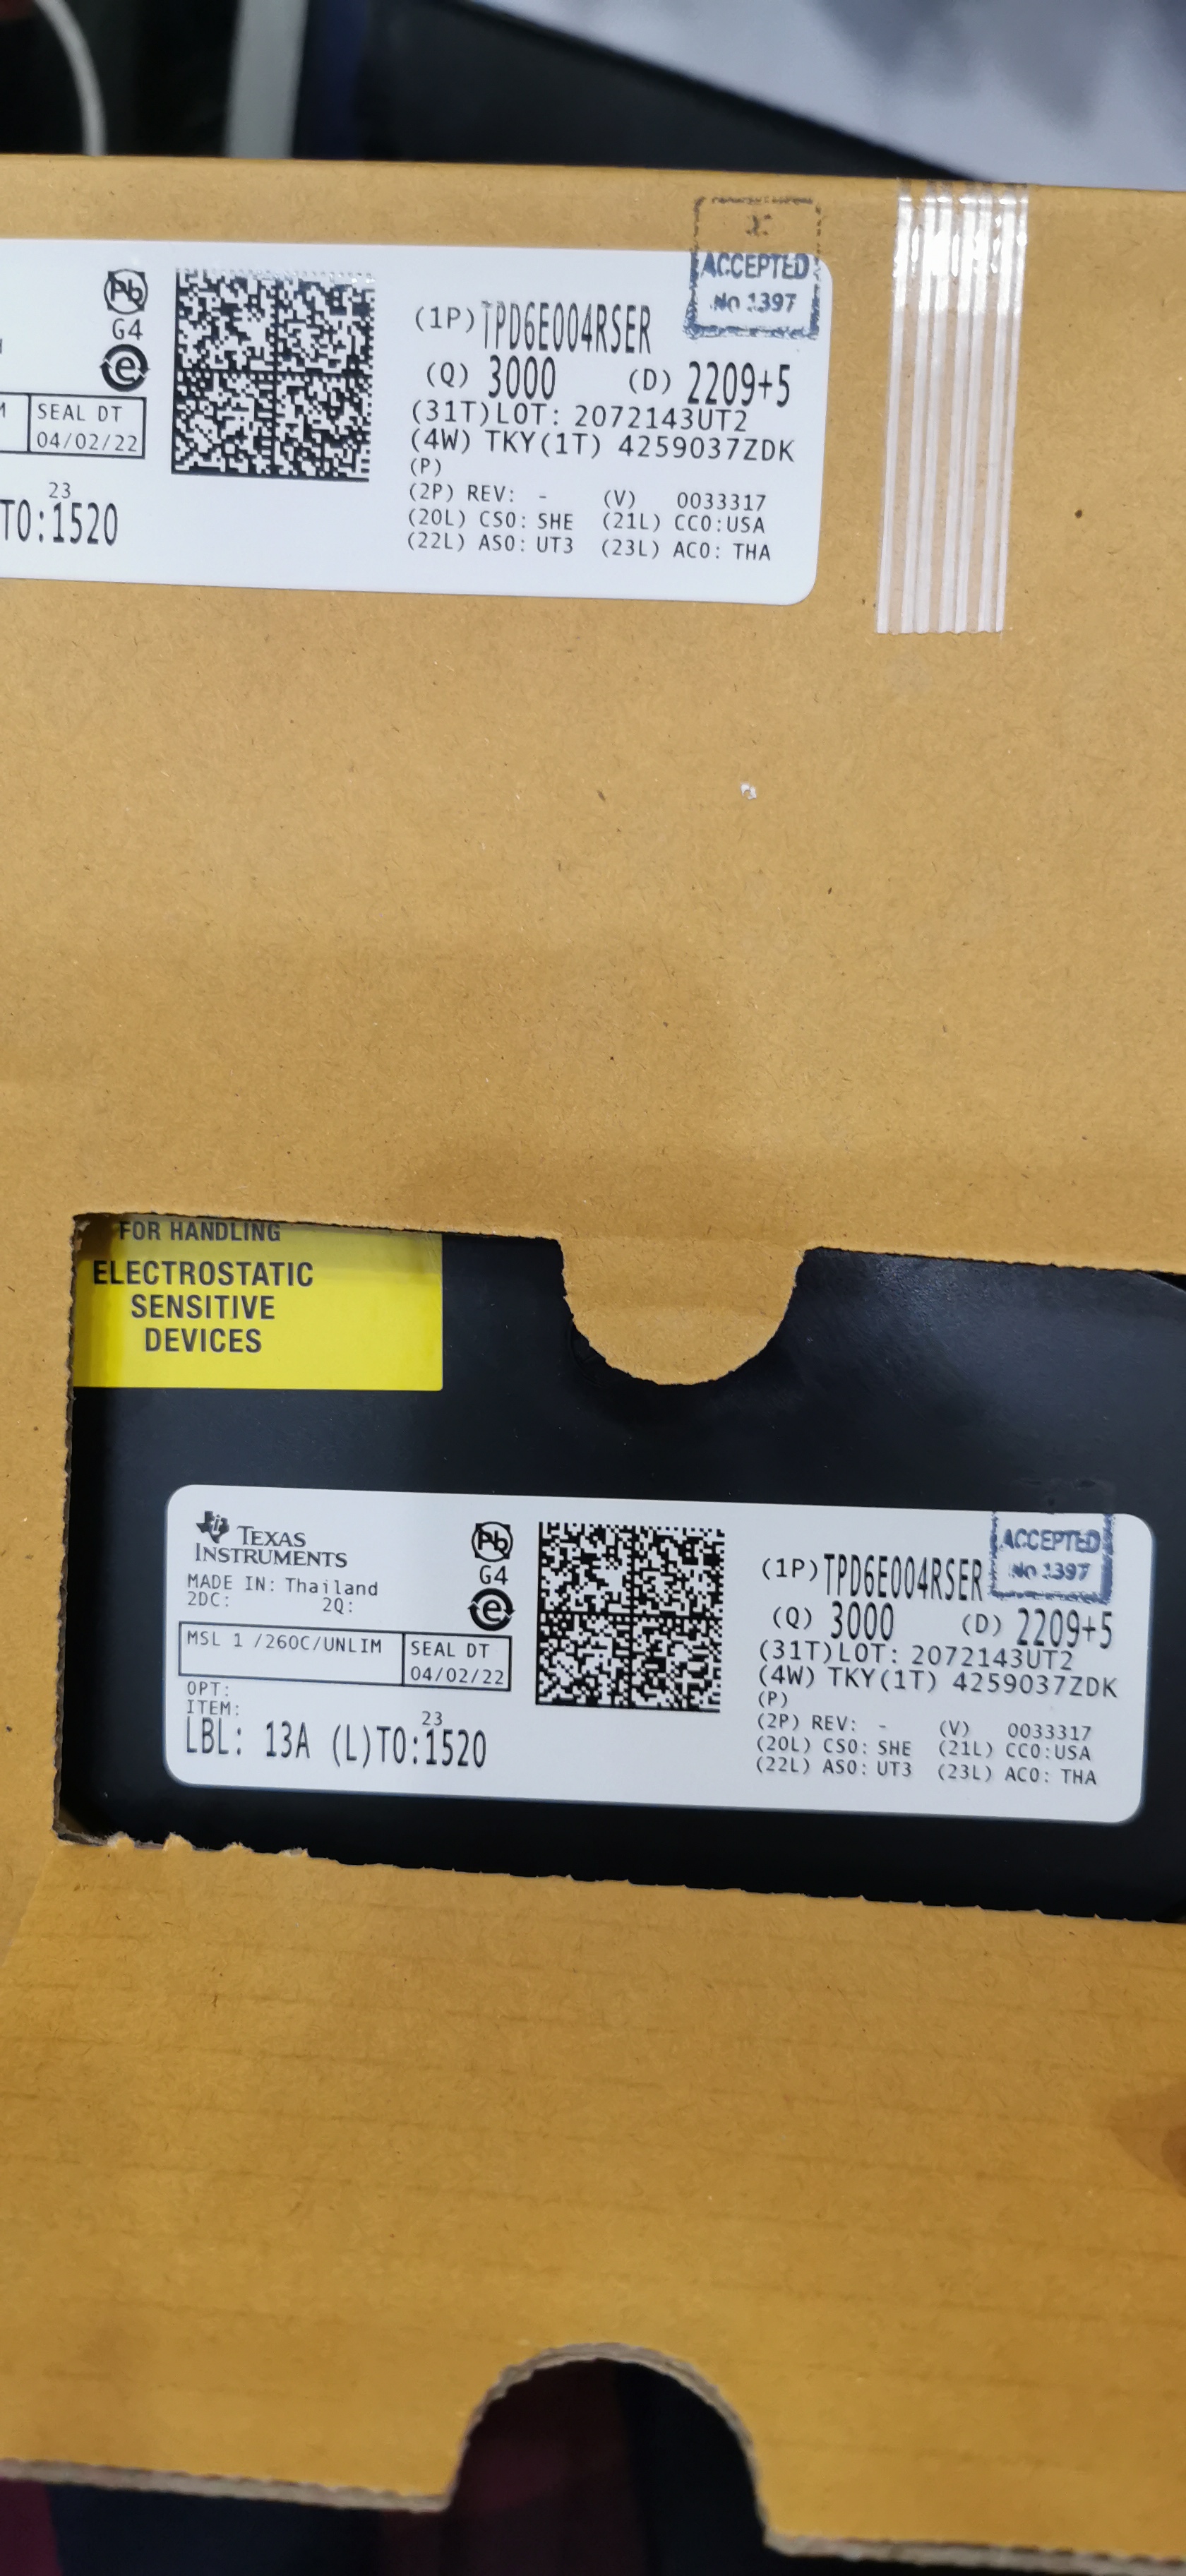 Pb
G4
e
SEAL DT
04/02/22
23
TO:1520
(1P)TPD6E004RSER
(Q) 3000 (D) 2209+5
(31T)LOT: 2072143UT2
(4W) TKY(1T) 4259037ZDK
(P)
(2P) REV: - (V) 0033317
(20L) CSO: SHE (21L) CCO:USA
(22L) ASO: UT3 (23L) ACO: THA
ACCEPTED
No 1397
FOR HANDLING
ELECTROSTATIC
SENSITIVE
DEVICES
TEXAS
INSTRUMENTS
MADE IN: Thailand
2DC: 2Q:
MSL 1 /260C/UNLIM
SEAL DT
04/02/22
OPT:
ITEM:
23
LBL: 13A (L)TO:1520
Pb
G4
e
(1P)TPD6E004RSER
(Q) 3000 (D) 2209+5
(31T)LOT: 2072143UT2
(4W) TKY(1T) 4259037ZDK
(P)
(2P) REV: - (V) 0033317
(20L) CSO: SHE (21L) CCO:USA
(22L) ASO: UT3 (23L) ACO: THA
ACCEPTED
No 1397